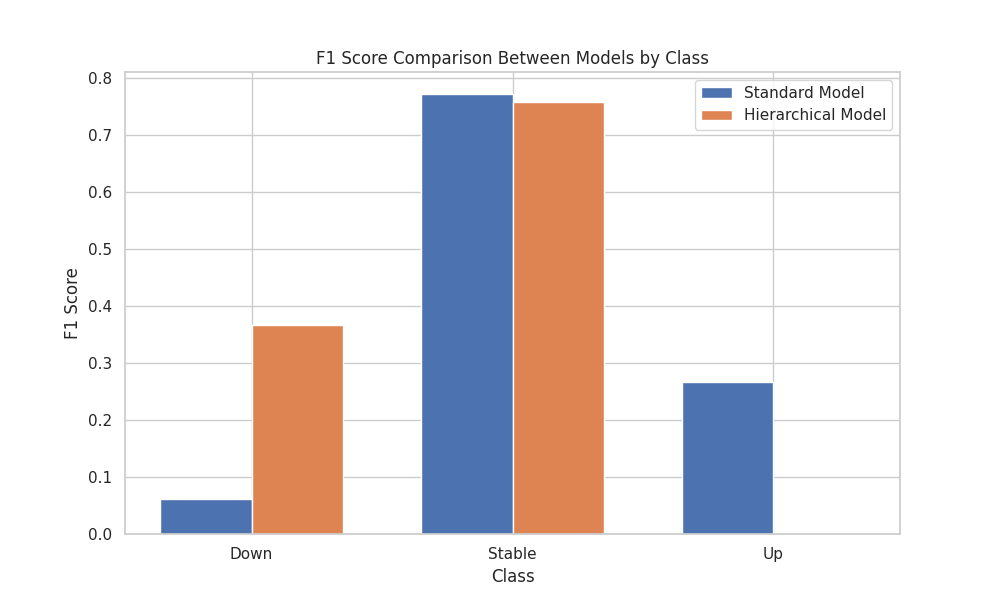 F1 Score Comparison Between Models by Class
Standard Model
Hierarchical Model
F1 Score
0.8
0.7
0.6
0.5
0.4
0.3
0.2
0.1
0.0
Down Stable Up
Class